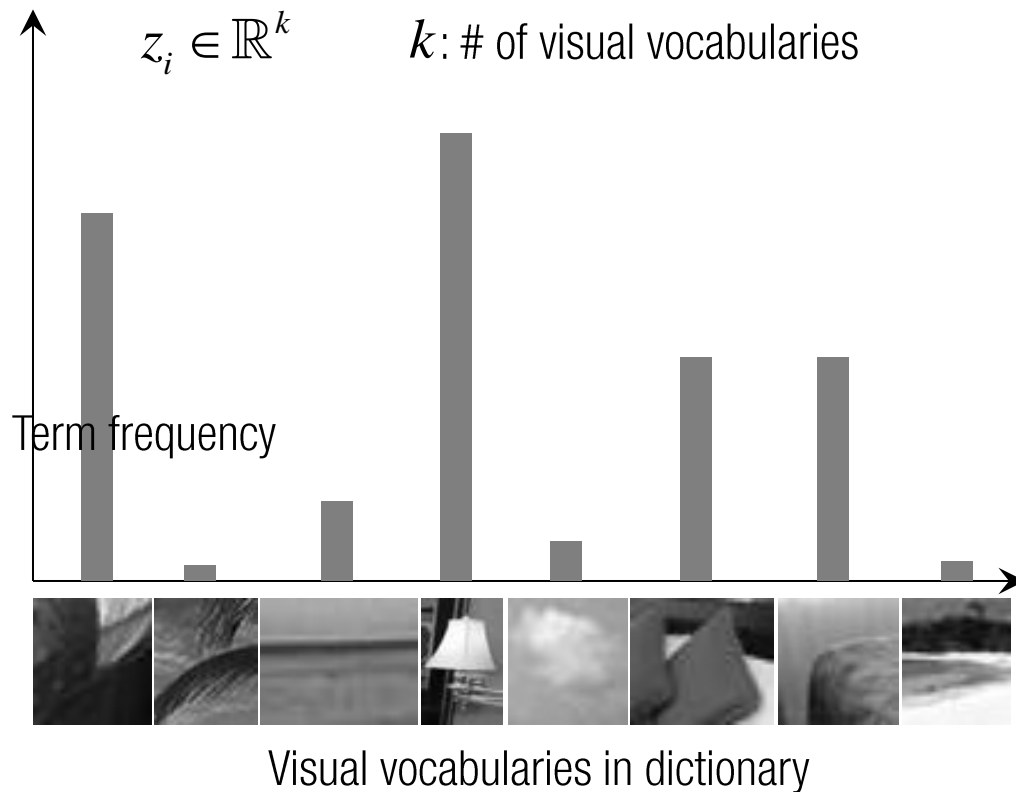 z_i ∈ ℝ^k
k: # of visual vocabularies
Term frequency
Visual vocabularies in dictionary